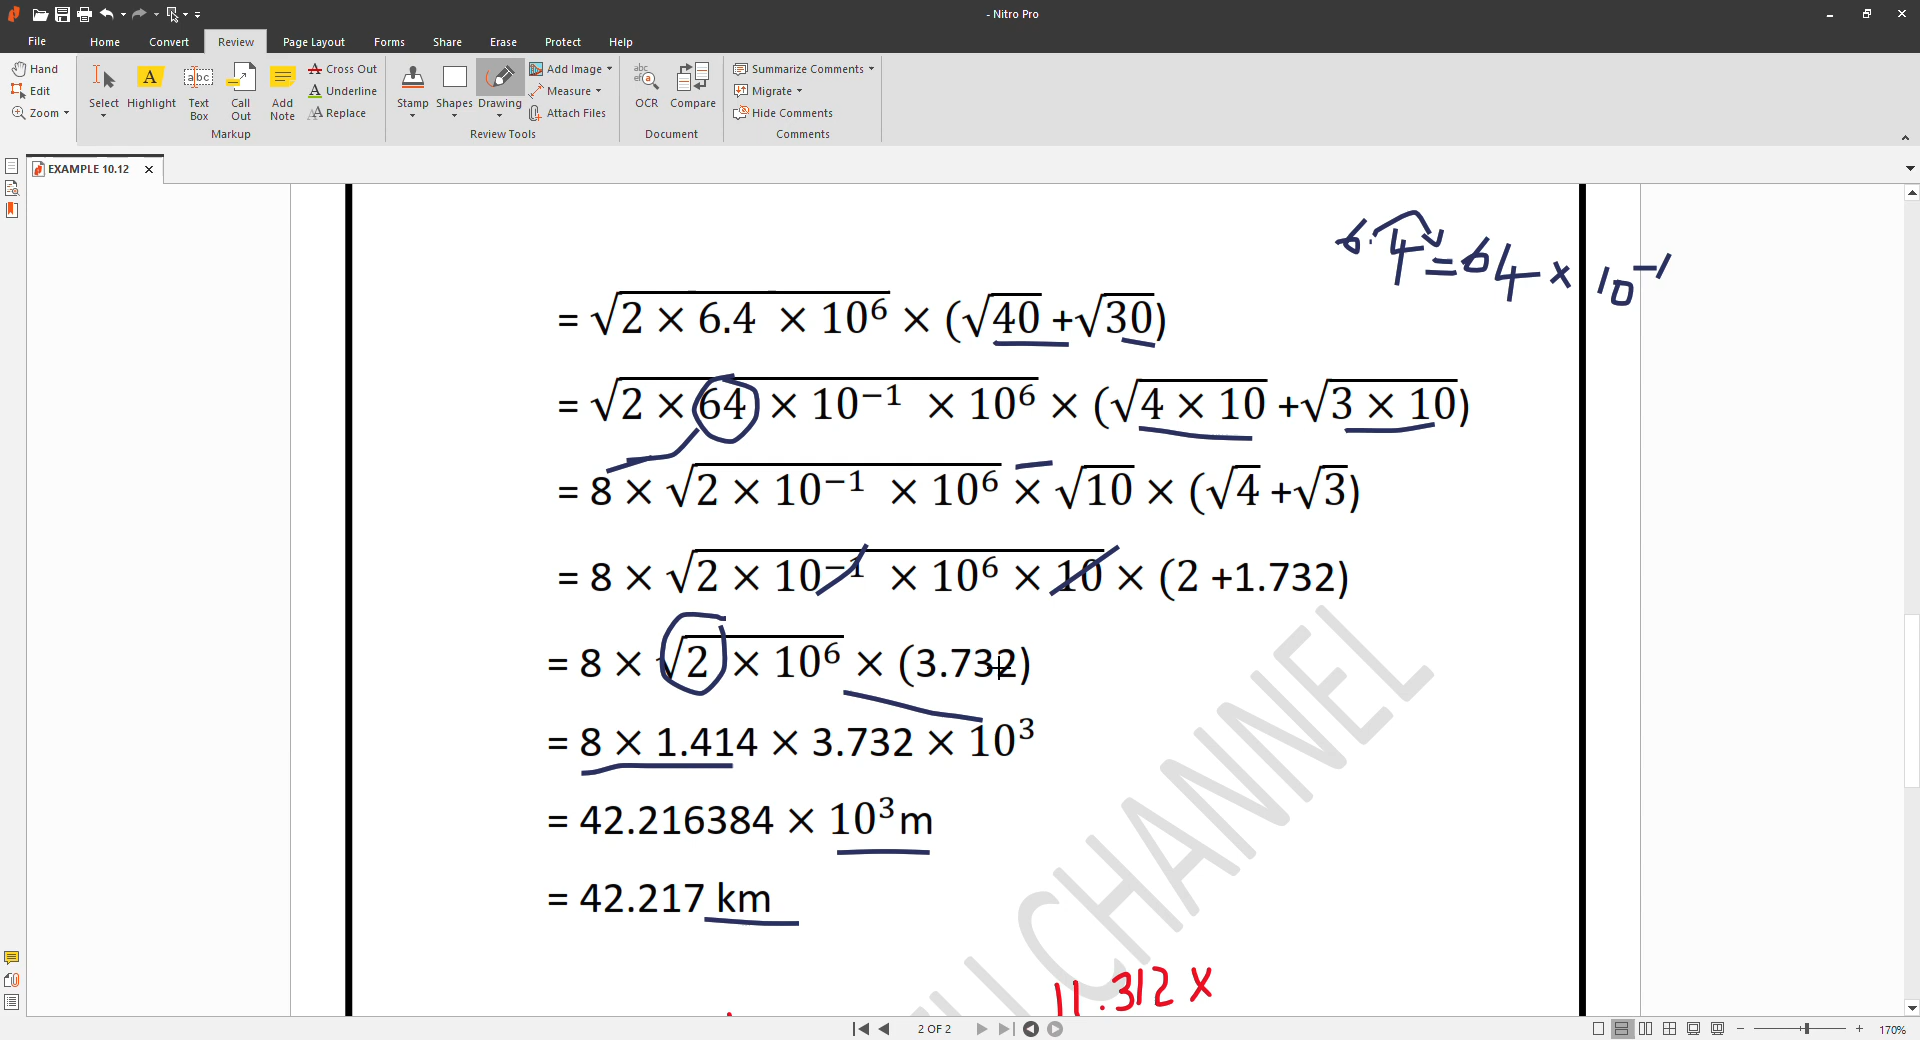 - Nitro Pro
File Home Convert Review Page Layout Forms Share Erase Protect Help
Hand
Edit
Zoom
Select
Highlight
Text Box
Call Out
Add Note
Cross Out
Underline
Replace
Markup
Stamp
Shapes
Drawing
Add Image
Measure
Attach Files
Review Tools
OCR
Compare
Document
Summarize Comments
Migrate
Hide Comments
Comments
EXAMPLE 10.12
6.4 = 64 × 10⁻¹
= √(2 × 6.4 × 10⁶) × (√40 + √30)
= √(2 × 64 × 10⁻¹ × 10⁶) × (√(4 × 10) + √(3 × 10))
= 8 × √(2 × 10⁻¹ × 10⁶) × √10 × (√4 + √3)
= 8 × √(2 × 10⁻¹ × 10⁶ × 10) × (2 + 1.732)
= 8 × √(2 × 10⁶) × (3.732)
= 8 × 1.414 × 3.732 × 10³
= 42.216384 × 10³ m
= 42.217 km
CHANNEL
11.312 ×
2 OF 2
170%